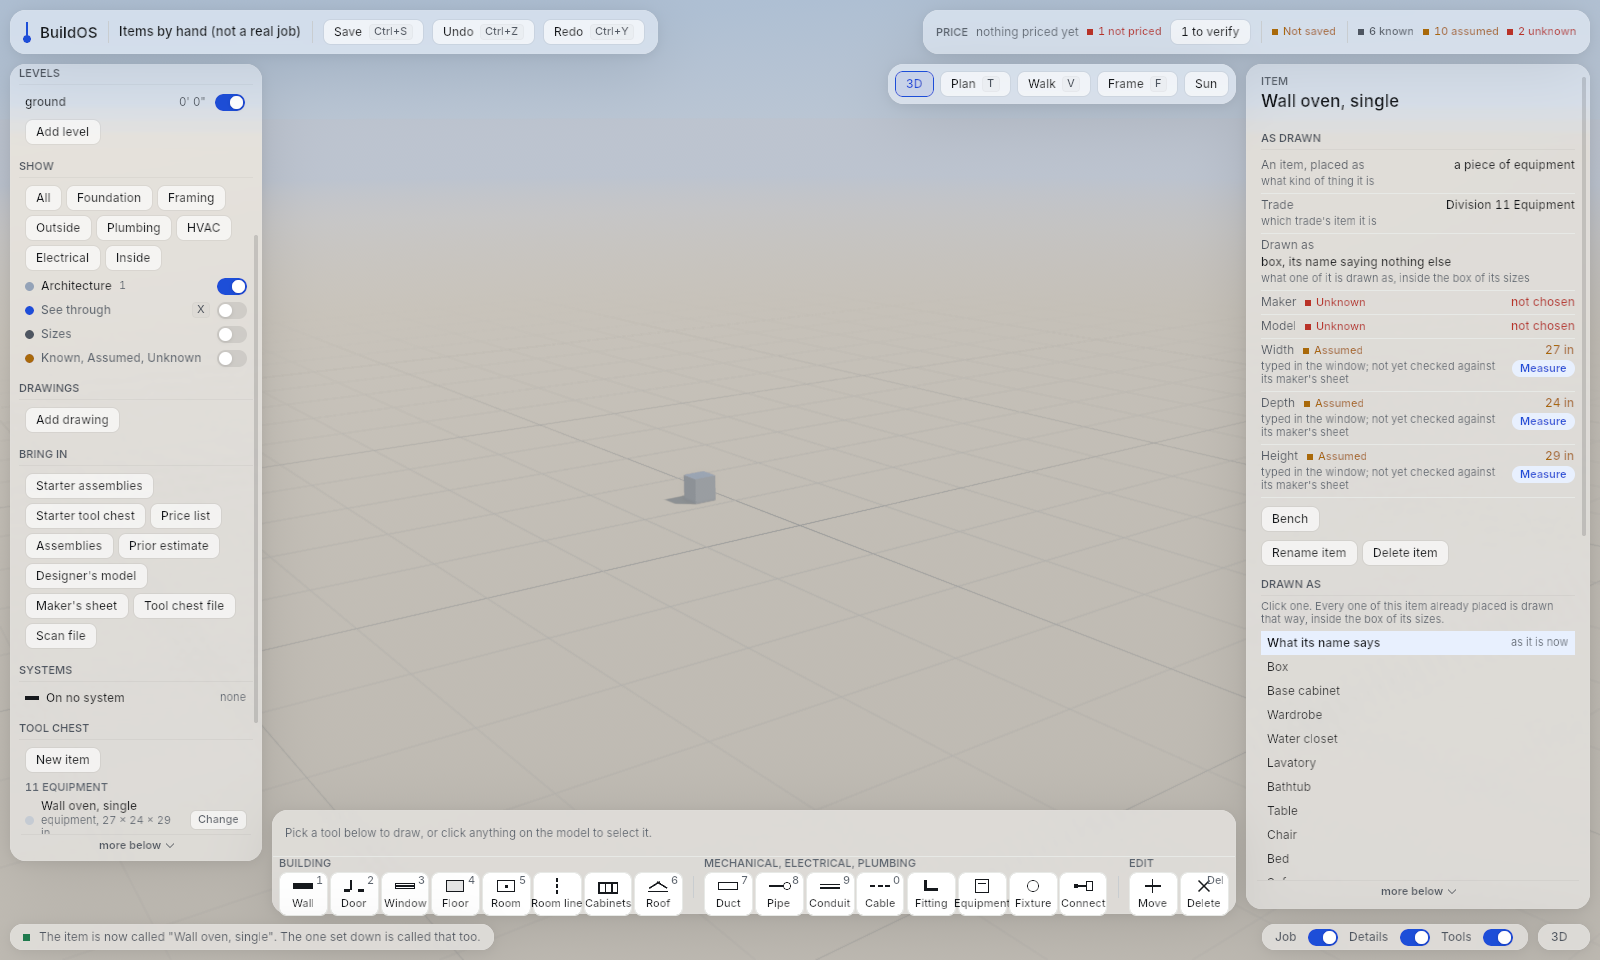 BuildOS
Items by hand (not a real job)
Save Ctrl+S
Undo Ctrl+Z
Redo Ctrl+Y
PRICE nothing priced yet 1 not priced
1 to verify
Not saved
6 known 10 assumed 2 unknown
LEVELS
ground 0' 0"
Add level
SHOW
All Foundation Framing
Outside Plumbing HVAC
Electrical Inside
Architecture 1
See through X
Sizes
Known, Assumed, Unknown
DRAWINGS
Add drawing
BRING IN
Starter assemblies
Starter tool chest Price list
Assemblies Prior estimate
Designer's model
Maker's sheet Tool chest file
Scan file
SYSTEMS
On no system none
TOOL CHEST
New item
11 EQUIPMENT
Wall oven, single
equipment, 27 × 24 × 29
in
Change
more below
3D
Plan T
Walk V
Frame F
Sun
ITEM
Wall oven, single
AS DRAWN
An item, placed as a piece of equipment
what kind of thing it is
Trade Division 11 Equipment
which trade's item it is
Drawn as
box, its name saying nothing else
what one of it is drawn as, inside the box of its sizes
Maker Unknown not chosen
Model Unknown not chosen
Width Assumed 27 in
typed in the window; not yet checked against
its maker's sheet
Measure
Depth Assumed 24 in
typed in the window; not yet checked against
its maker's sheet
Measure
Height Assumed 29 in
typed in the window; not yet checked against
its maker's sheet
Measure
Bench
Rename item Delete item
DRAWN AS
Click one. Every one of this item already placed is drawn
that way, inside the box of its sizes.
What its name says as it is now
Box
Base cabinet
Wardrobe
Water closet
Lavatory
Bathtub
Table
Chair
Bed
more below
Pick a tool below to draw, or click anything on the model to select it.
BUILDING
1 Wall
2 Door
3 Window
4 Floor
5 Room
Room line
Cabinets
6 Roof
MECHANICAL, ELECTRICAL, PLUMBING
7 Duct
8 Pipe
9 Conduit
0 Cable
Fitting
Equipment
Fixture
Connect
EDIT
Move
Del Delete
The item is now called "Wall oven, single". The one set down is called that too.
Job
Details
Tools
3D